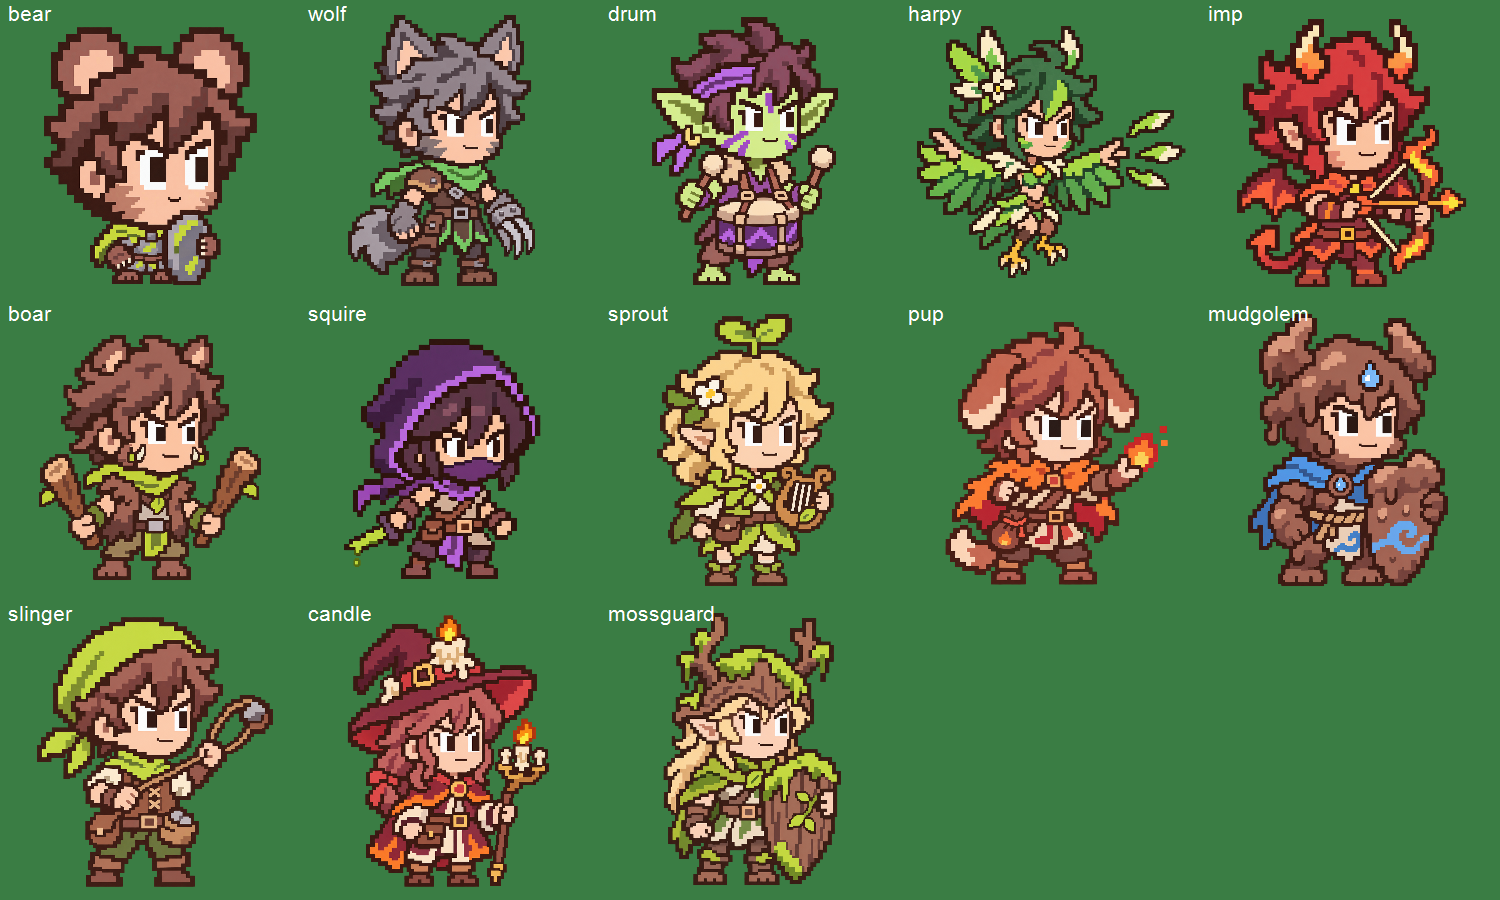 bear
wolf
drum
harpy
imp
boar
squire
sprout
pup
mudgolem
slinger
candle
mossguard